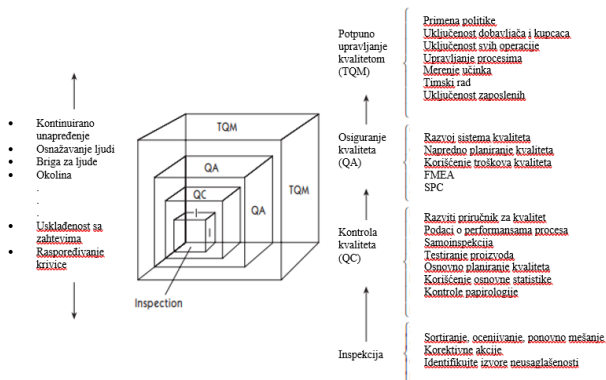 Kontinuirano
unapređenje
Osnažavanje ljudi
Briga za ljude
Okolina
.
.
.
Usklađenost sa
zahtevima
Raspoređivanje
krivice
TQM
QA
QC
I
I
QA
TQM
Inspection
Potpuno
upravljanje
kvalitetom
(TQM)
Primena politike
Uključenost dobavljača i kupcaca
Uključenost svih operacije
Upravljanje procesima
Merenje učinka
Timski rad
Uključenost zaposlenih
Osiguranje
kvaliteta
(QA)
Razvoj sistema kvaliteta
Napredno planiranje kvaliteta
Korišćenje troškova kvaliteta
FMEA
SPC
Kontrola
kvaliteta
(QC)
Razviti priručnik za kvalitet
Podaci o performansama procesa
Samoinspekcija
Testiranje proizvoda
Osnovno planiranje kvaliteta
Korišćenje osnovne statistike
Kontrole papirologije
Inspekcija
Sortiranje, ocenjivanje, ponovno mešanje
Korektivne akcije
Identifikujte izvore neusaglašenosti